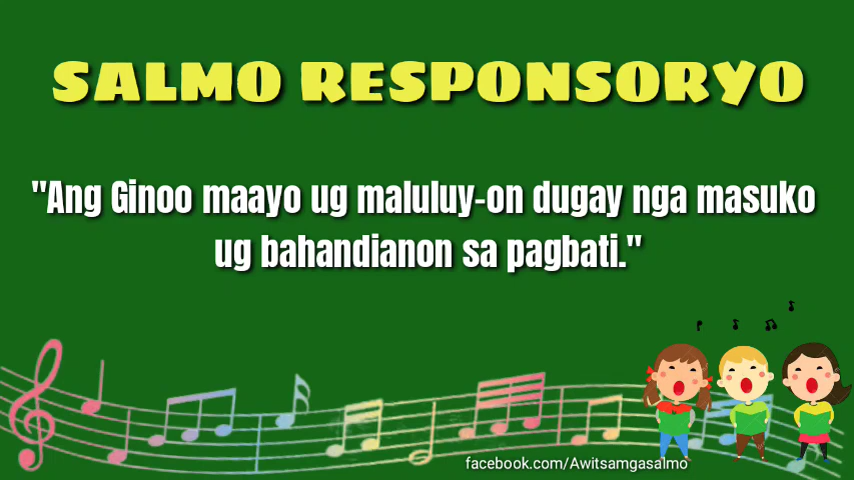 SALMO RESPONSORYO
"Ang Ginoo maayo ug maluluy-on dugay nga masuko
ug bahandianon sa pagbati."
facebook.com/Awitsamgasalmo